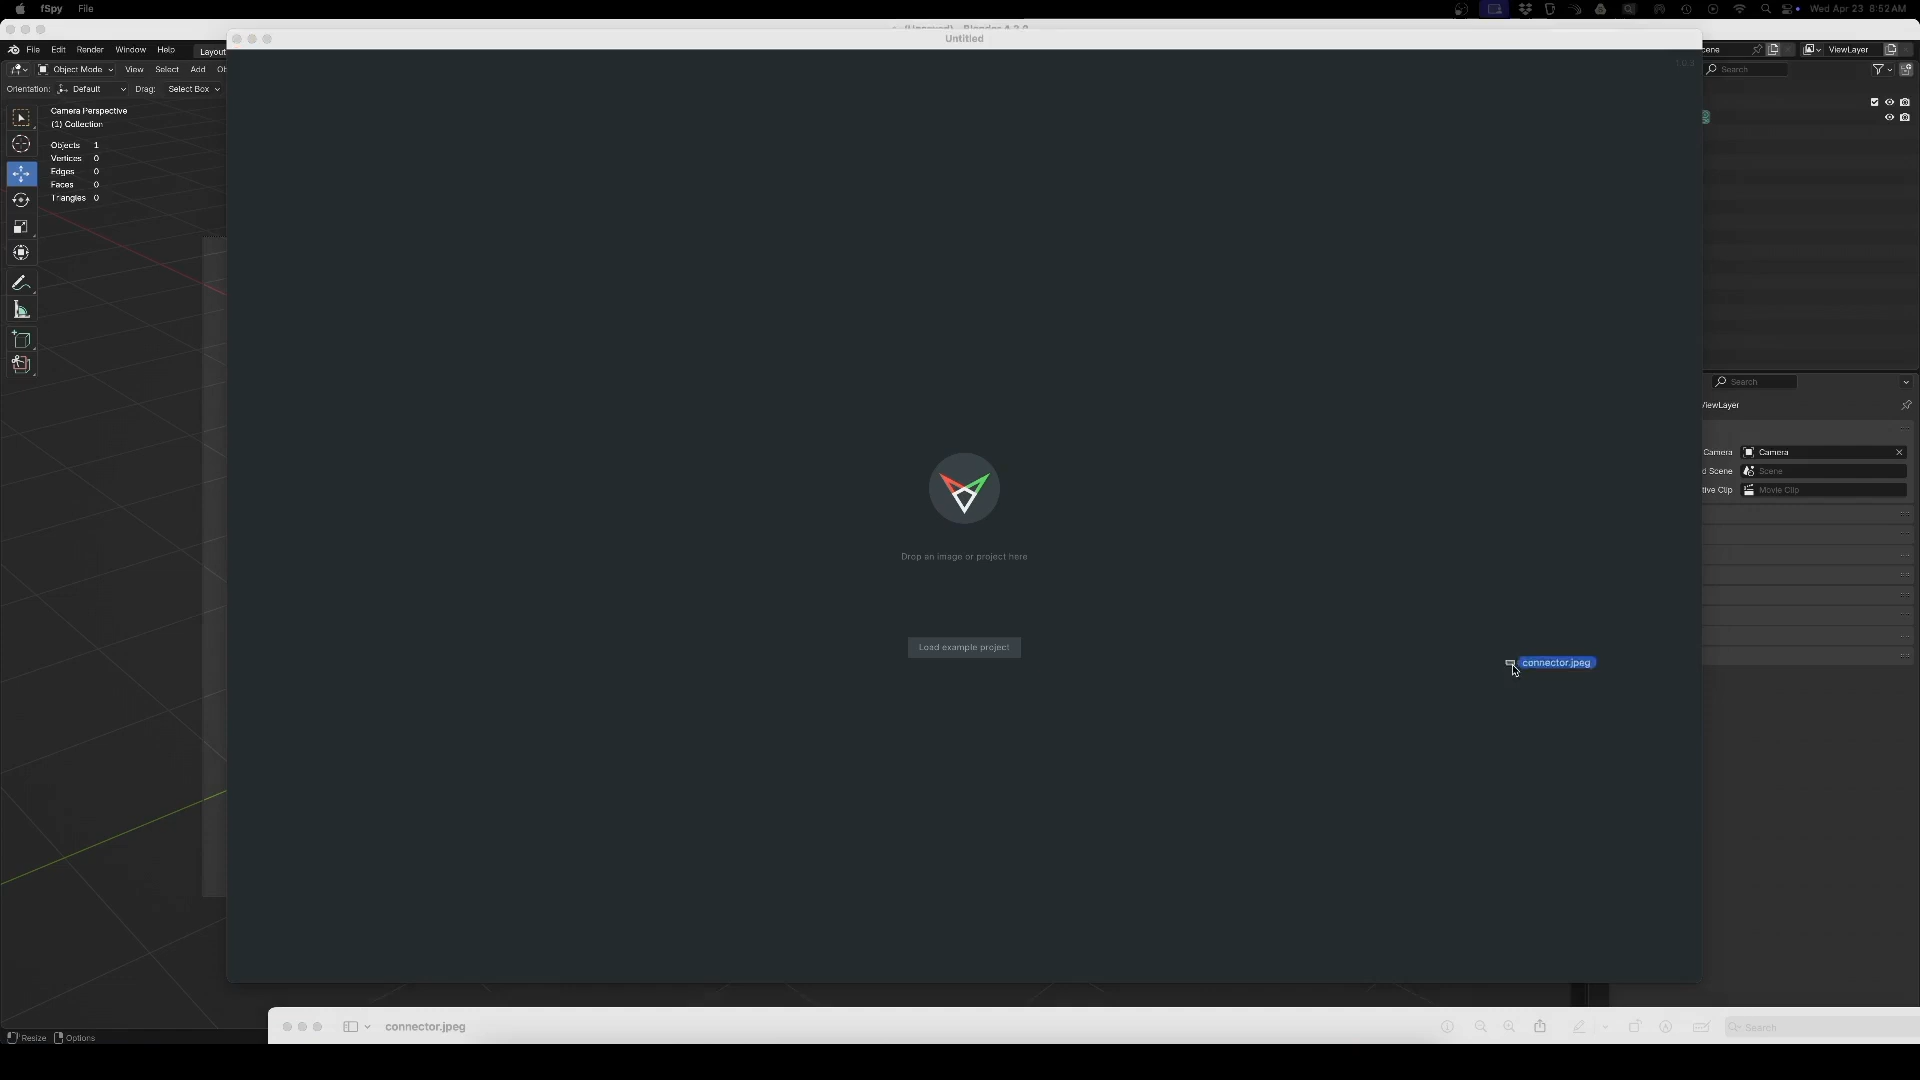 fSpy File
Wed Apr 23 8:52 AM
Untitled
File Edit Render Window Help Layout
Object Mode View Select Add
Orientation: Default Drag: Select Box
Camera Perspective
(1) Collection
Objects 1
Vertices 0
Edges 0
Faces 0
Triangles 0
Drop an image or project here
Load example project
connector.jpeg
ViewLayer
Search
Search
ViewLayer
Camera Camera
Scene Scene
Clip Movie Clip
connector.jpeg
Search
Resize Options